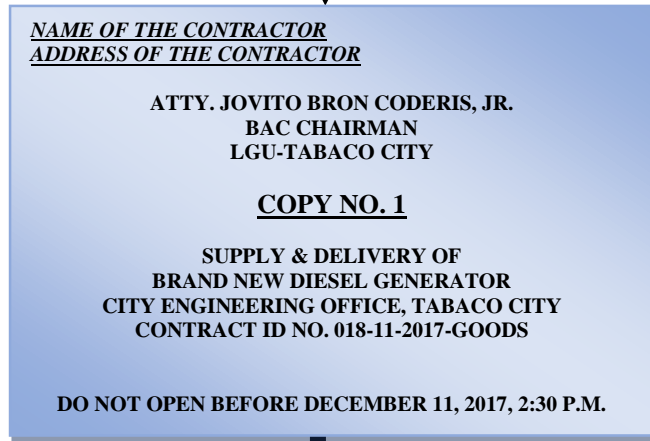 NAME OF THE CONTRACTOR
ADDRESS OF THE CONTRACTOR
ATTY. JOVITO BRON CODERIS, JR.
BAC CHAIRMAN
LGU-TABACO CITY
COPY NO. 1
SUPPLY & DELIVERY OF
BRAND NEW DIESEL GENERATOR
CITY ENGINEERING OFFICE, TABACO CITY
CONTRACT ID NO. 018-11-2017-GOODS
DO NOT OPEN BEFORE DECEMBER 11, 2017, 2:30 P.M.